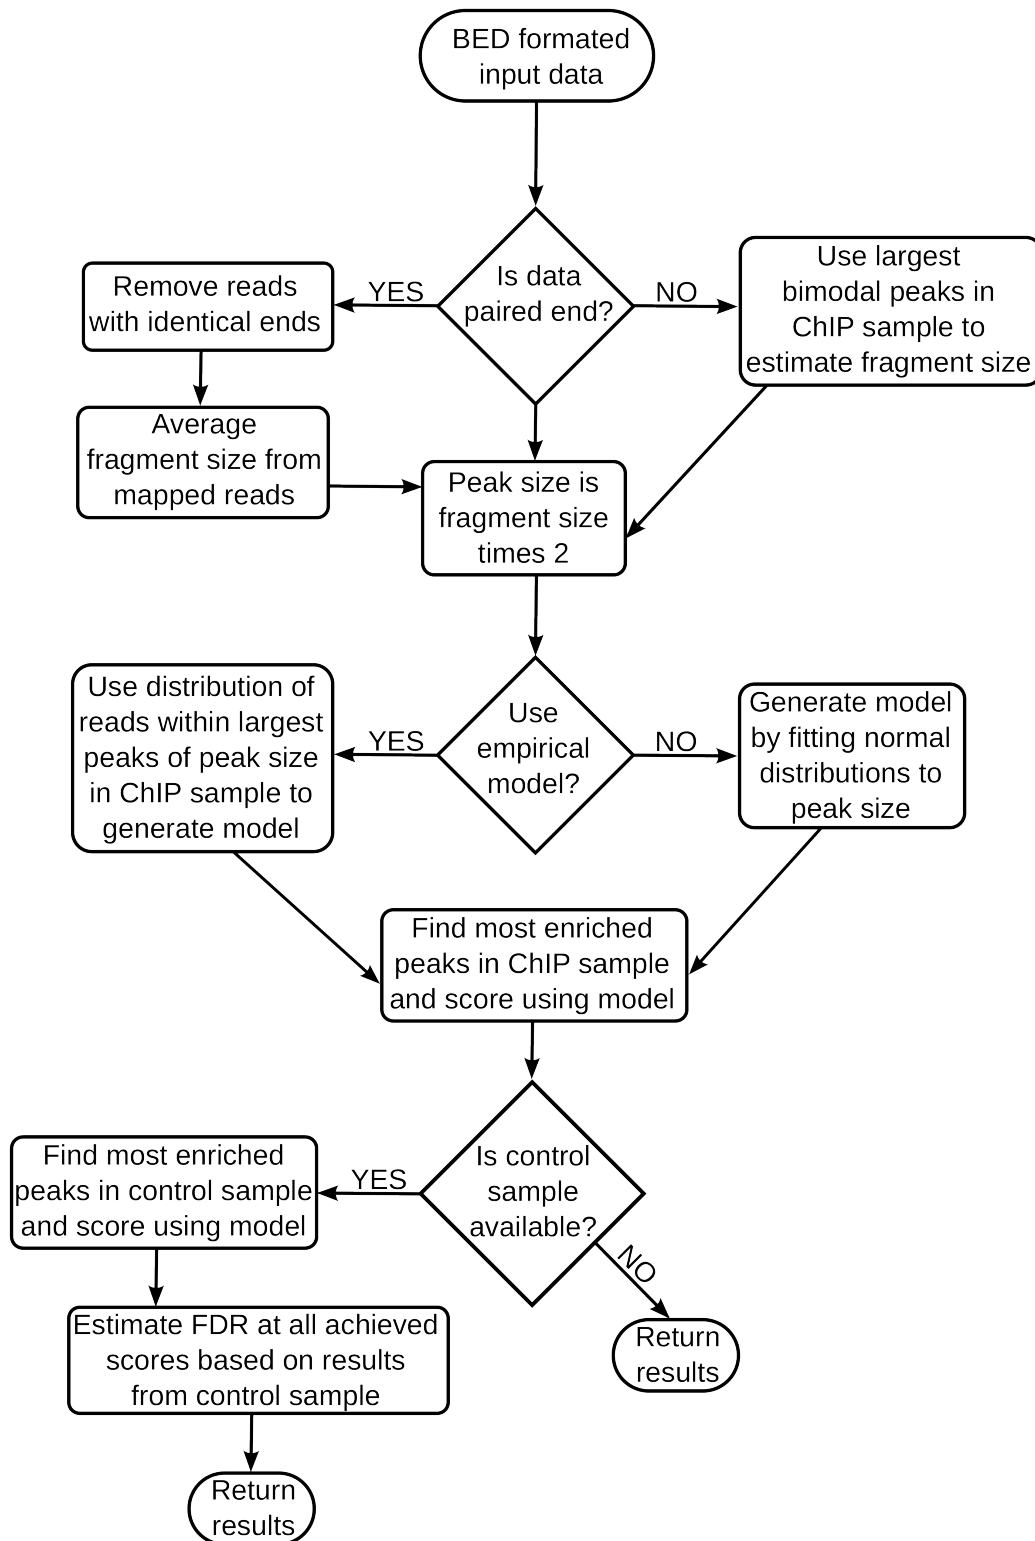 BED formated
input data
Is data
paired end?
YES
NO
Remove reads
with identical ends
Use largest
bimodal peaks in
ChIP sample to
estimate fragment size
Average
fragment size from
mapped reads
Peak size is
fragment size
times 2
Use
empirical
model?
YES
NO
Use distribution of
reads within largest
peaks of peak size
in ChIP sample to
generate model
Generate model
by fitting normal
distributions to
peak size
Find most enriched
peaks in ChIP sample
and score using model
Is control
sample
available?
YES
NO
Find most enriched
peaks in control sample
and score using model
Return
results
Estimate FDR at all achieved
scores based on results
from control sample
Return
results